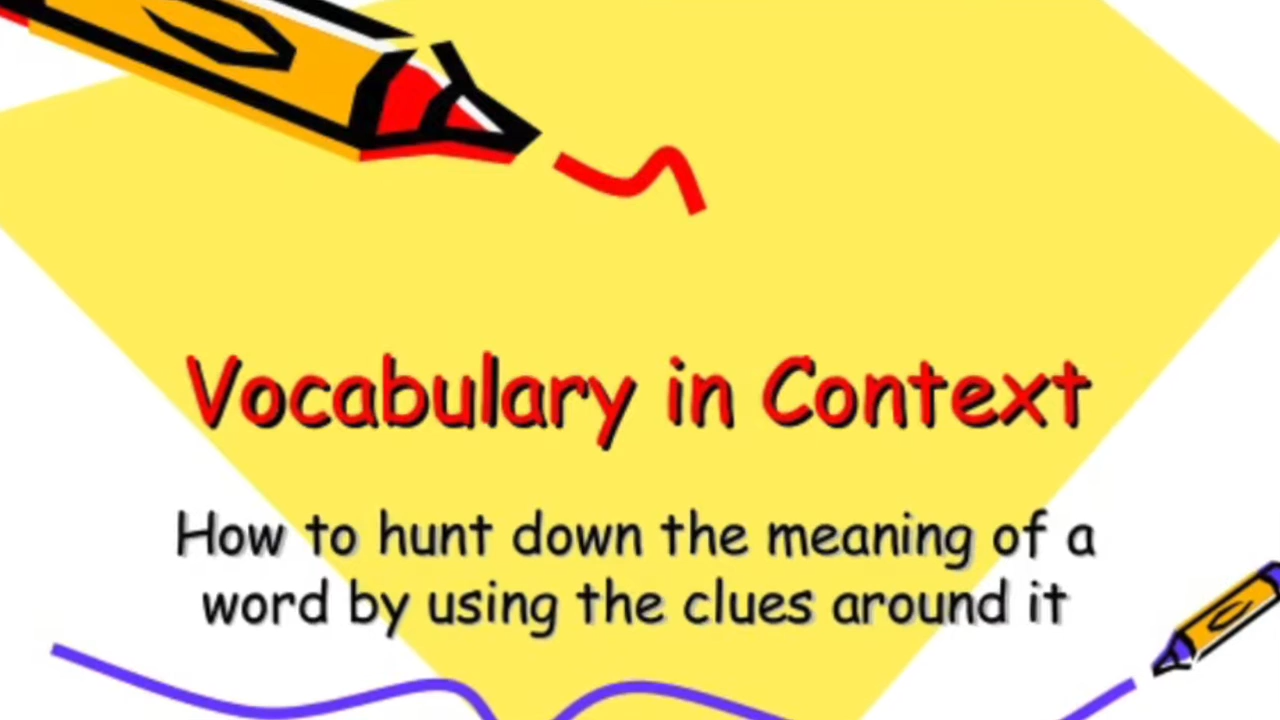 Vocabulary in Context
How to hunt down the meaning of a
word by using the clues around it